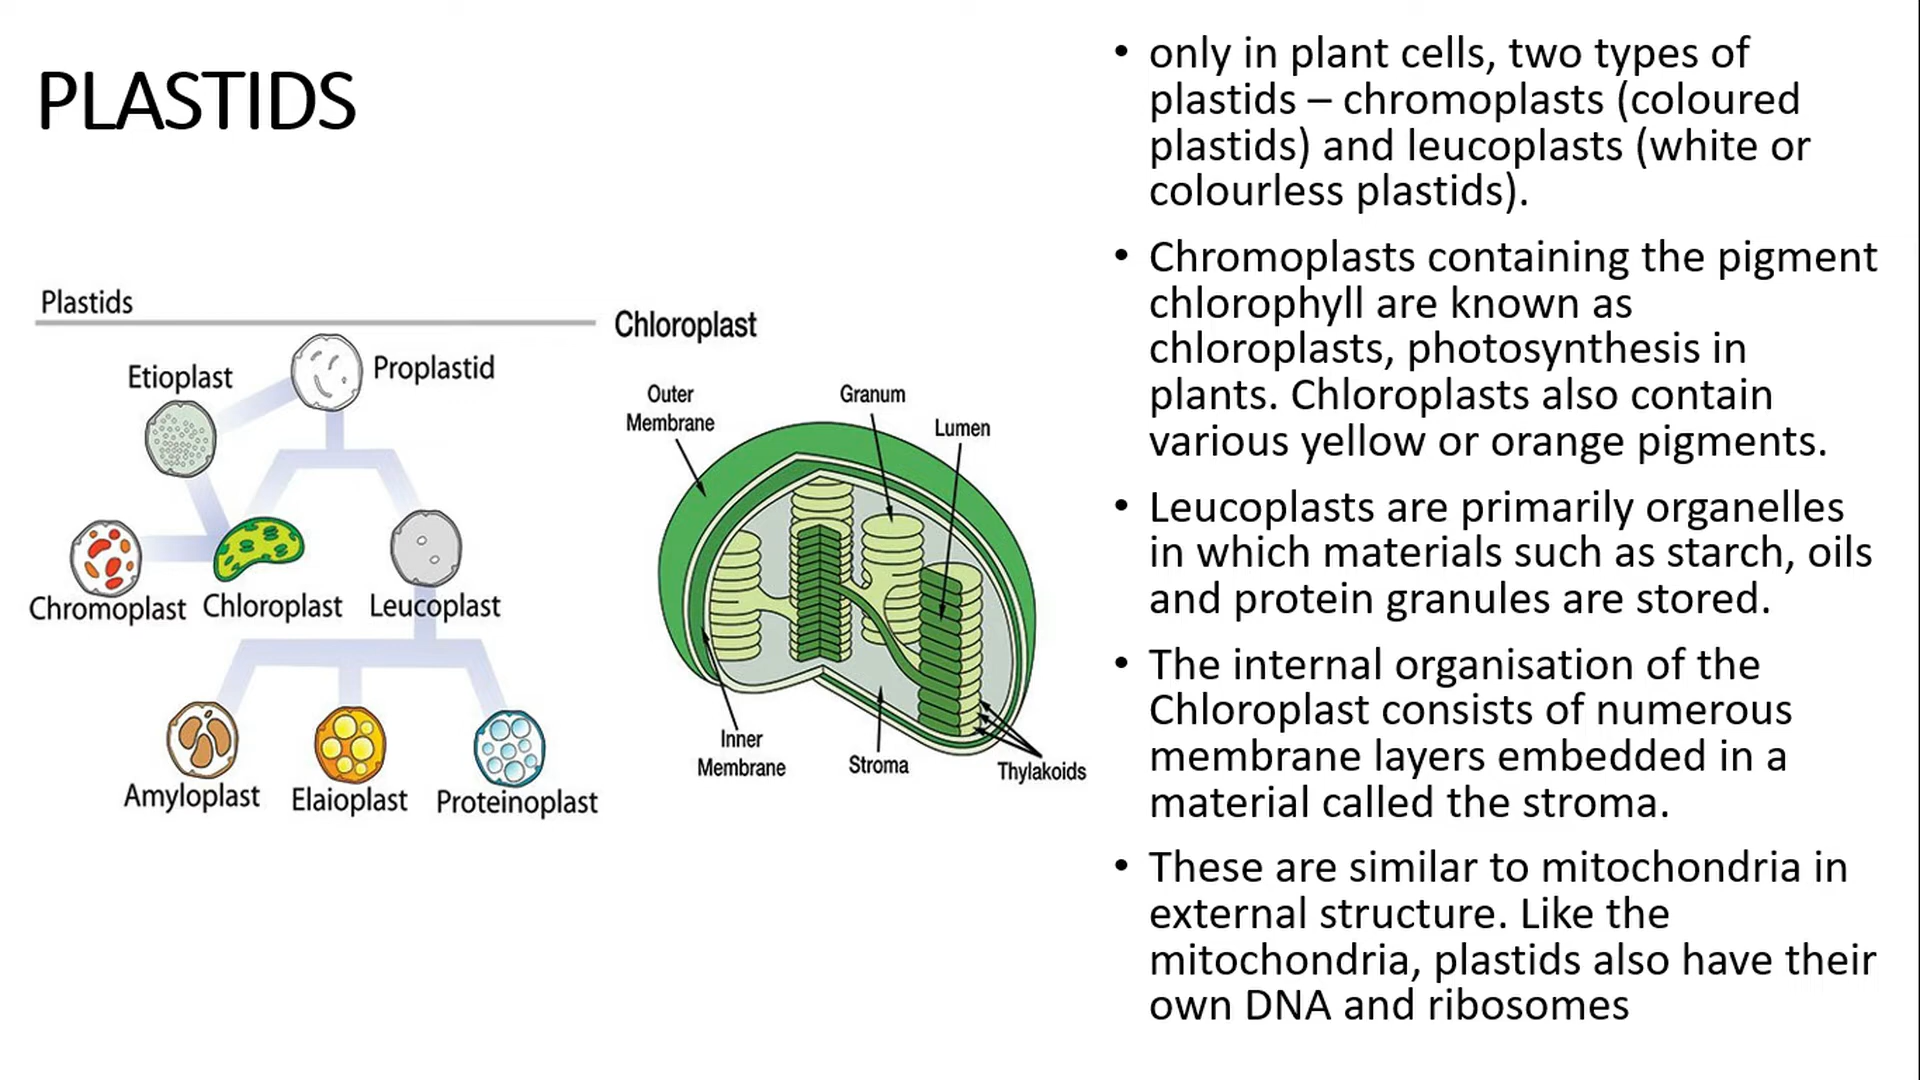 PLASTIDS
Plastids
Etioplast
Proplastid
Chromoplast
Chloroplast
Leucoplast
Amyloplast
Elaioplast
Proteinoplast
Chloroplast
Outer
Membrane
Granum
Lumen
Inner
Membrane
Stroma
Thylakoids
• only in plant cells, two types of
plastids – chromoplasts (coloured
plastids) and leucoplasts (white or
colourless plastids).
• Chromoplasts containing the pigment
chlorophyll are known as
chloroplasts, photosynthesis in
plants. Chloroplasts also contain
various yellow or orange pigments.
• Leucoplasts are primarily organelles
in which materials such as starch, oils
and protein granules are stored.
• The internal organisation of the
Chloroplast consists of numerous
membrane layers embedded in a
material called the stroma.
• These are similar to mitochondria in
external structure. Like the
mitochondria, plastids also have their
own DNA and ribosomes